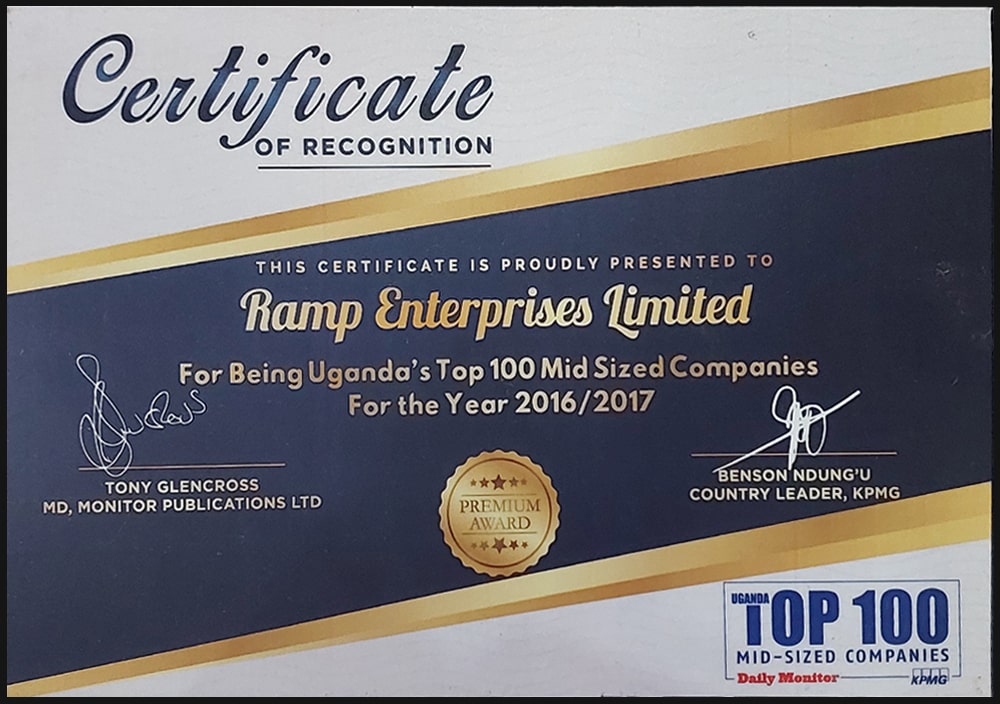 Certificate
OF RECOGNITION
THIS CERTIFICATE IS PROUDLY PRESENTED TO
Ramp Enterprises Limited
For Being Uganda's Top 100 Mid Sized Companies
For the Year 2016/2017
TONY GLENCROSS
MD, MONITOR PUBLICATIONS LTD
BENSON NDUNG'U
COUNTRY LEADER, KPMG
PREMIUM
AWARD
UGANDA
TOP 100
MID-SIZED COMPANIES
Daily Monitor
KPMG